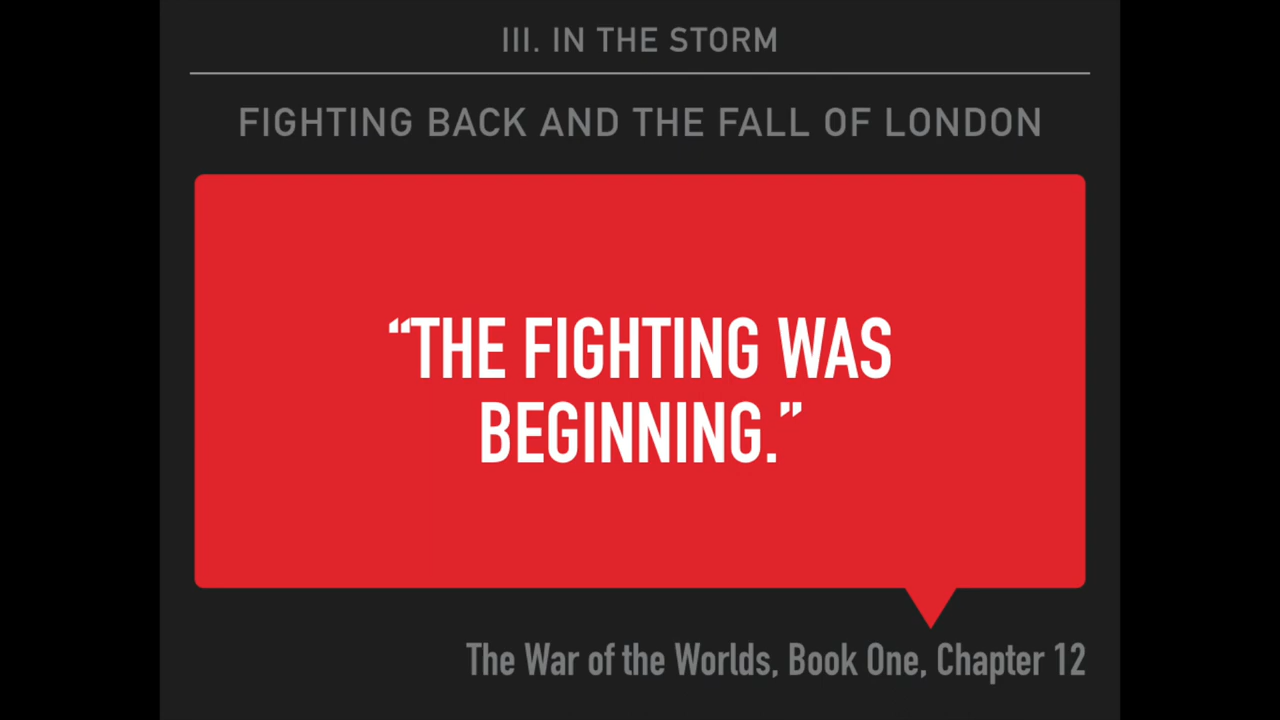 III. IN THE STORM
FIGHTING BACK AND THE FALL OF LONDON
“THE FIGHTING WAS
BEGINNING.”
The War of the Worlds, Book One, Chapter 12